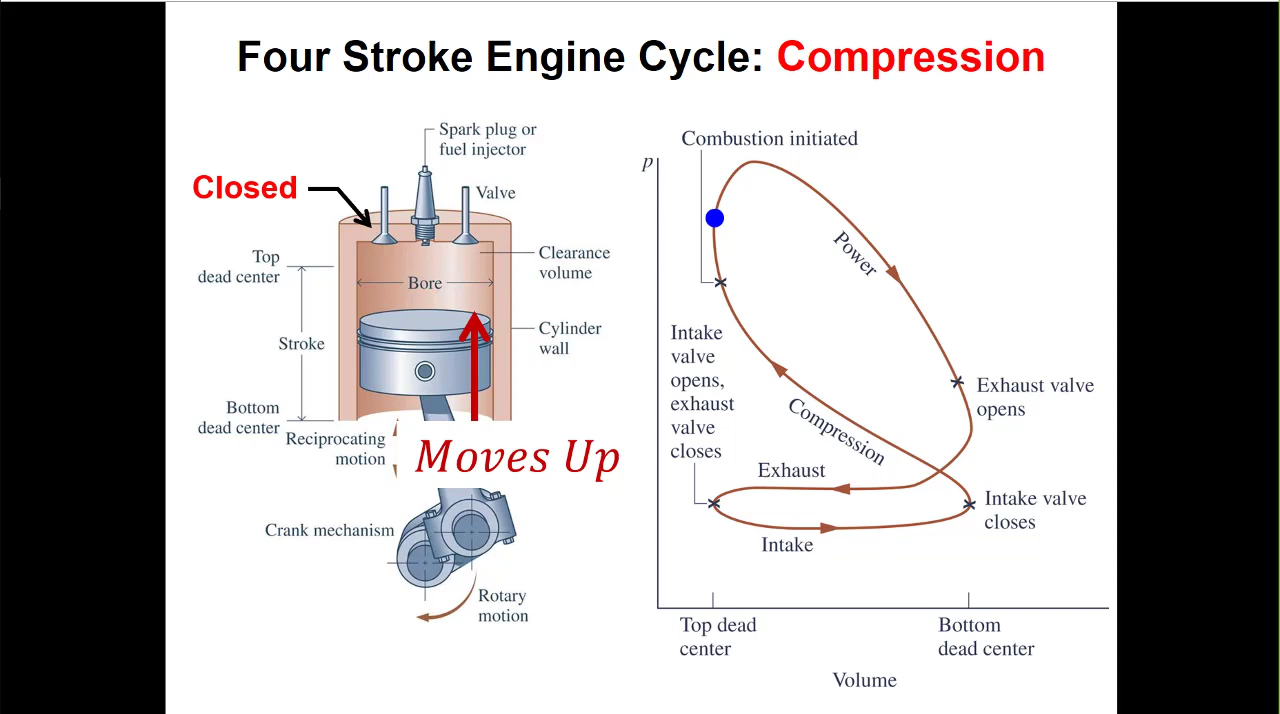 Four Stroke Engine Cycle: Compression
Spark plug or
fuel injector
Closed
Valve
Top
dead center
Clearance
volume
Bore
Stroke
Cylinder
wall
Bottom
dead center
Reciprocating
motion
Moves Up
Crank mechanism
Rotary
motion
Combustion initiated
p
Power
Intake
valve
opens,
exhaust
valve
closes
Exhaust valve
opens
Compression
Exhaust
Intake valve
closes
Intake
Top dead
center
Bottom
dead center
Volume